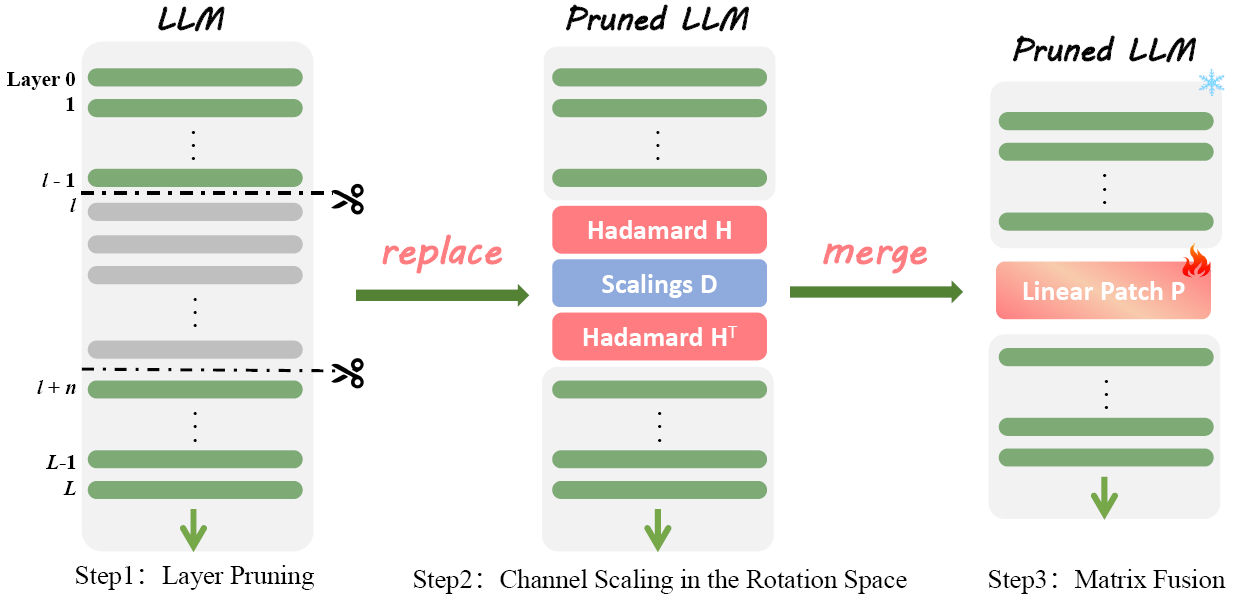 LLM
Layer 0
1
l - 1
l
l + n
L-1
L
Step1: Layer Pruning
replace
Pruned LLM
Hadamard H
Scalings D
Hadamard Hᵀ
Step2: Channel Scaling in the Rotation Space
merge
Pruned LLM
Linear Patch P
Step3: Matrix Fusion